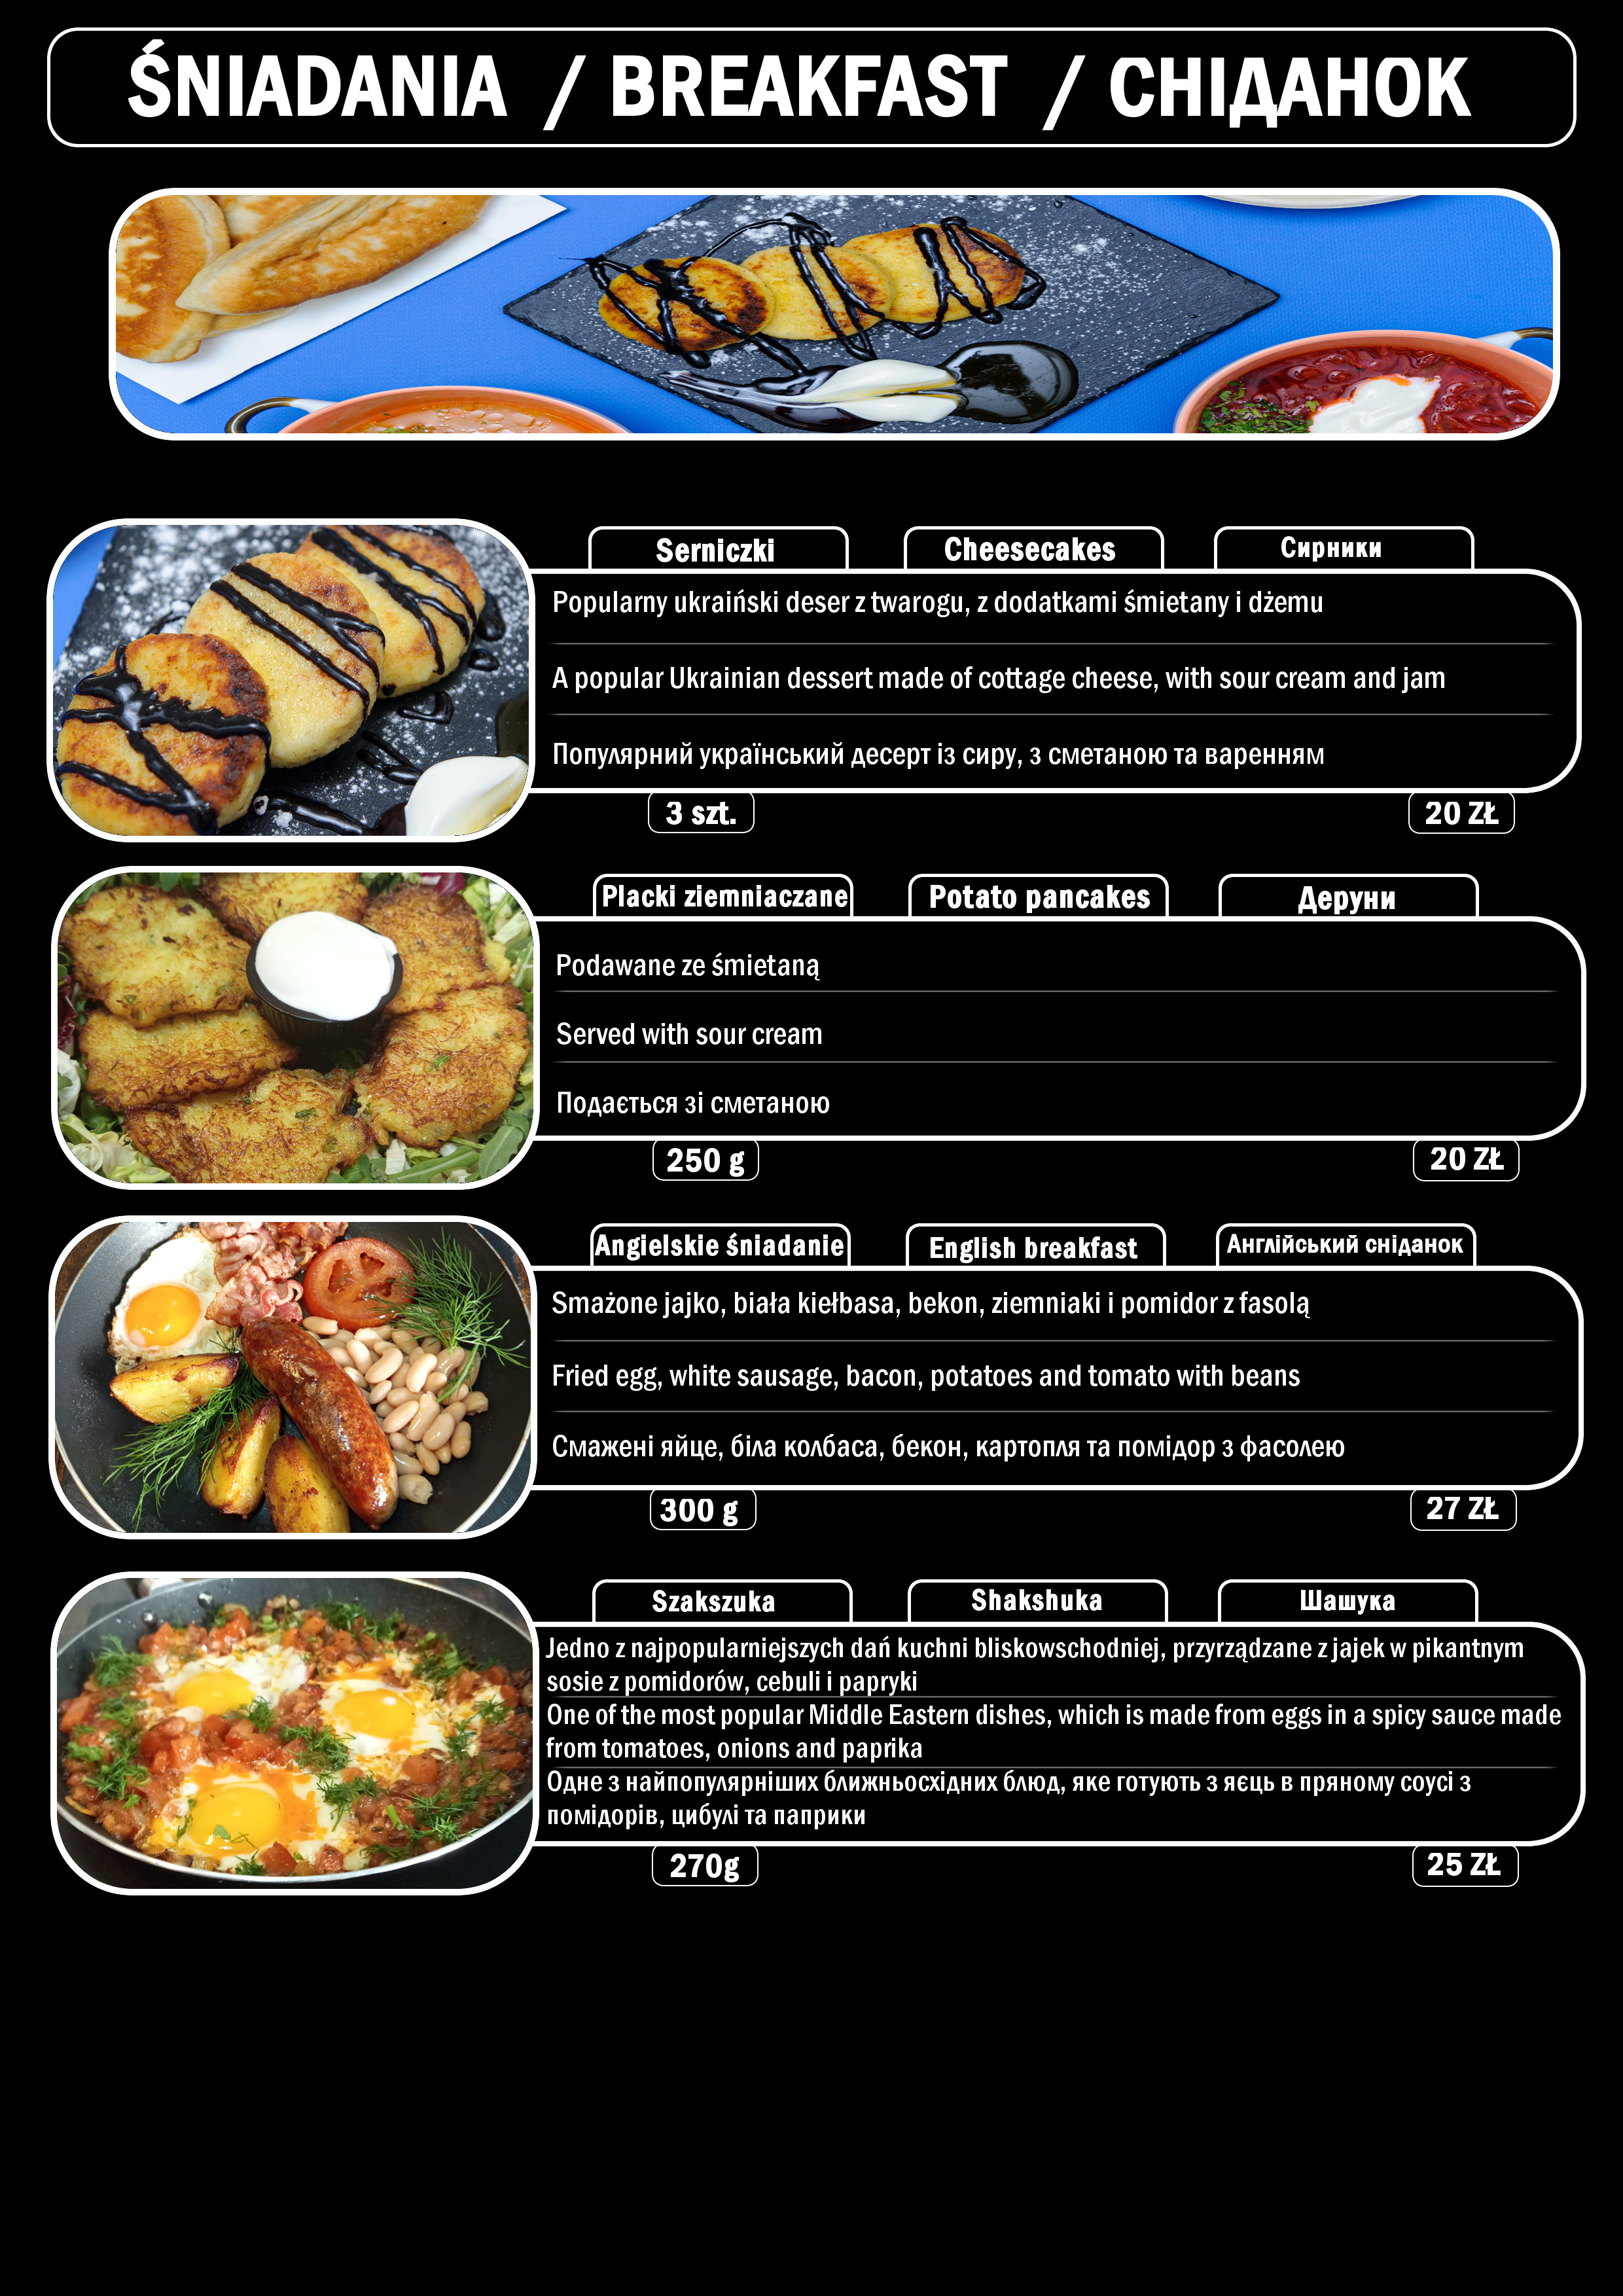 ŚNIADANIA / BREAKFAST / СНІДАНОК
Serniczki
Cheesecakes
Сирники
Popularny ukraiński deser z twarogu, z dodatkami śmietany i dżemu
A popular Ukrainian dessert made of cottage cheese, with sour cream and jam
Популярний український десерт із сиру, з сметаною та варенням
3 szt.
20 ZŁ
Placki ziemniaczane
Potato pancakes
Деруни
Podawane ze śmietaną
Served with sour cream
Подається зі сметаною
250 g
20 ZŁ
Angielskie śniadanie
English breakfast
Англійський сніданок
Smażone jajko, biała kiełbasa, bekon, ziemniaki i pomidor z fasolą
Fried egg, white sausage, bacon, potatoes and tomato with beans
Смажені яйце, біла колбаса, бекон, картопля та помідор з фасолею
300 g
27 ZŁ
Szakszuka
Shakshuka
Шашука
Jedno z najpopularniejszych dań kuchni bliskowschodniej, przyrządzane z jajek w pikantnym
sosie z pomidorów, cebuli i papryki
One of the most popular Middle Eastern dishes, which is made from eggs in a spicy sauce made
from tomatoes, onions and paprika
Одне з найпопулярніших ближньосхідних блюд, яке готують з яєць в пряному соусі з
помідорів, цибулі та паприки
270g
25 ZŁ